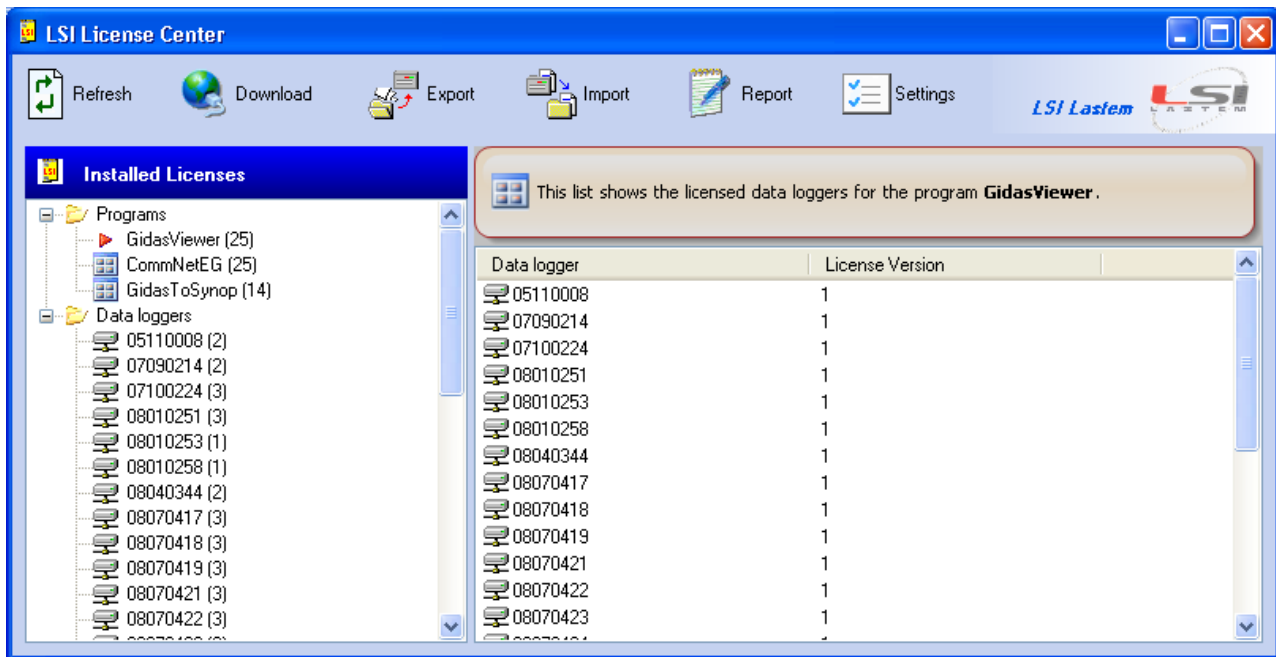 LSI License Center
Refresh Download Export Import Report Settings LSI Lastem LSI LASTEM
Installed Licenses
This list shows the licensed data loggers for the program GidasViewer.
Programs
GidasViewer (25)
CommNetEG (25)
GidasToSynop (14)
Data loggers
05110008 (2)
07090214 (2)
07100224 (3)
08010251 (3)
08010253 (1)
08010258 (1)
08040344 (2)
08070417 (3)
08070418 (3)
08070419 (3)
08070421 (3)
08070422 (3)
Data logger License Version
05110008 1
07090214 1
07100224 1
08010251 1
08010253 1
08010258 1
08040344 1
08070417 1
08070418 1
08070419 1
08070421 1
08070422 1
08070423 1